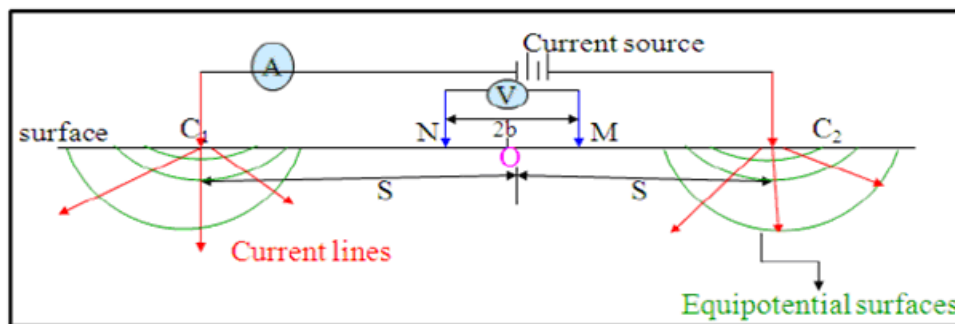 Current source
A
V
surface
C₁
N
2b
M
C₂
O
S
S
Current lines
Equipotential surfaces